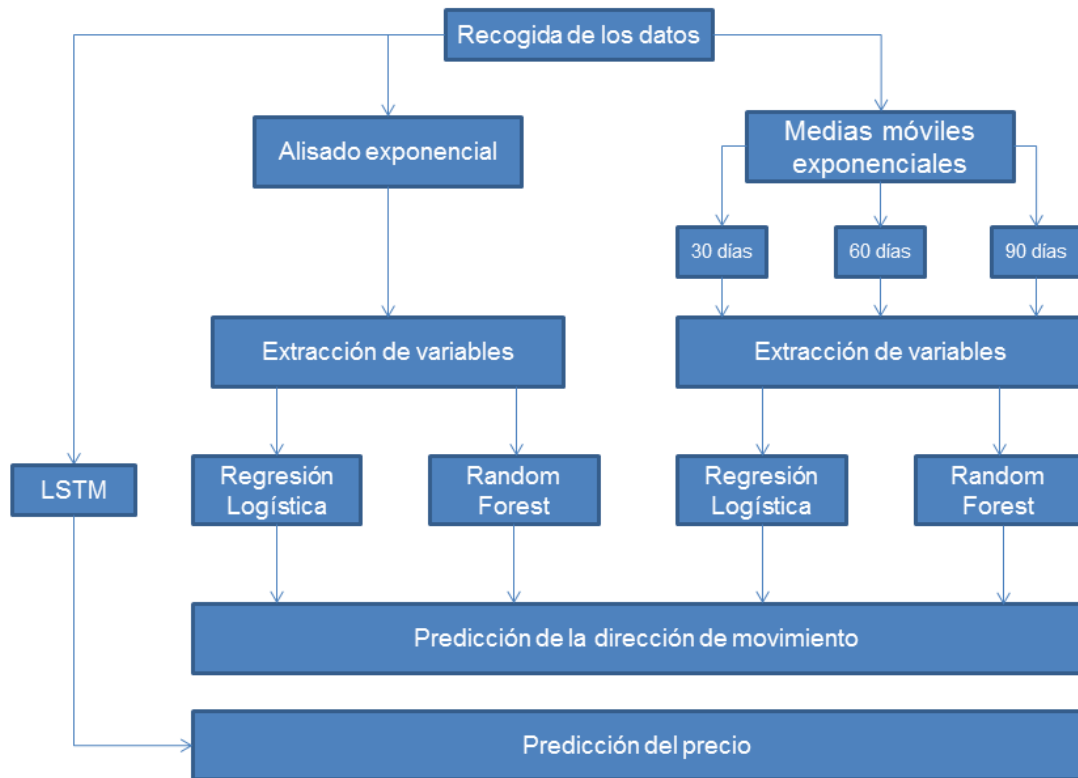 Recogida de los datos
Alisado exponencial
Medias móviles
exponenciales
30 días
60 días
90 días
Extracción de variables
Extracción de variables
LSTM
Regresión
Logística
Random
Forest
Regresión
Logística
Random
Forest
Predicción de la dirección de movimiento
Predicción del precio